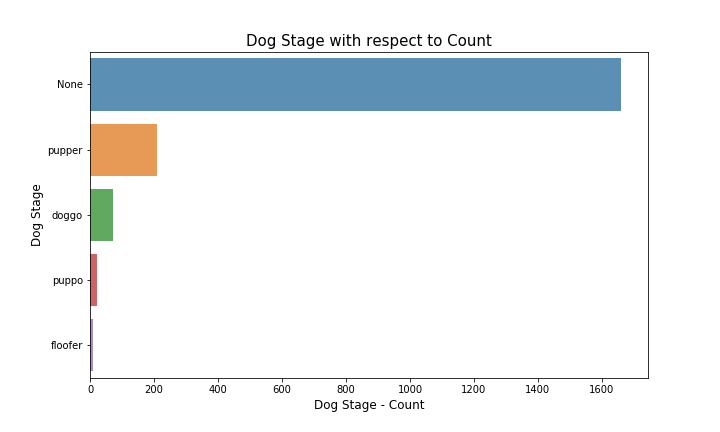 Dog Stage with respect to Count
None
pupper
doggo
puppo
floofer
Dog Stage
0 200 400 600 800 1000 1200 1400 1600
Dog Stage - Count